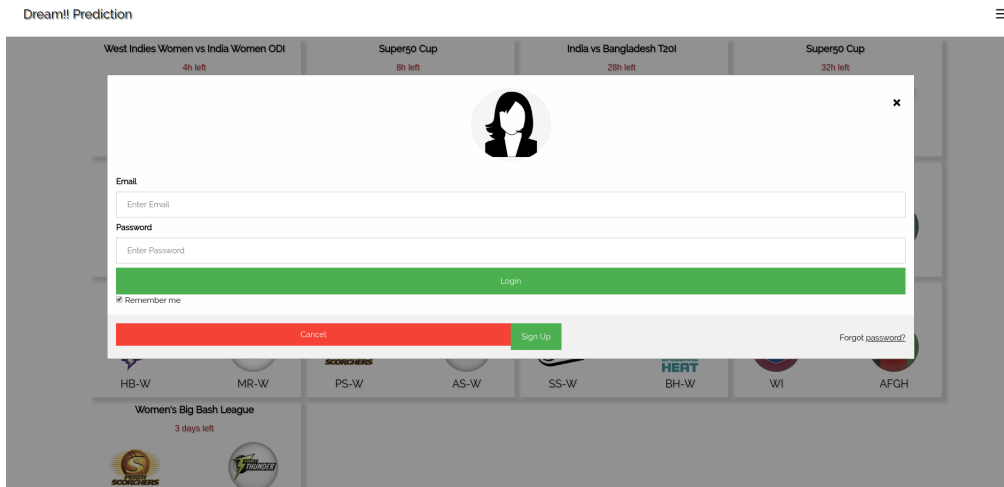 Dream!! Prediction
West Indies Women vs India Women ODI
4h left
Super50 Cup
8h left
India vs Bangladesh T20I
28h left
Super50 Cup
32h left
Email
Enter Email
Password
Enter Password
Login
Remember me
Cancel
Sign Up
Forgot password?
SCORCHERS
HEAT
HB-W
MR-W
PS-W
AS-W
SS-W
BH-W
WI
AFGH
Women's Big Bash League
3 days left
PERTH
SCORCHERS
THUNDER